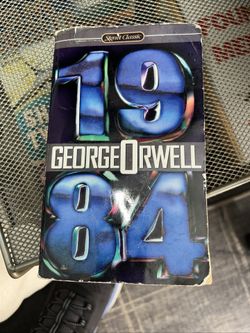 Signet Classic
19
GEORGE ORWELL
84